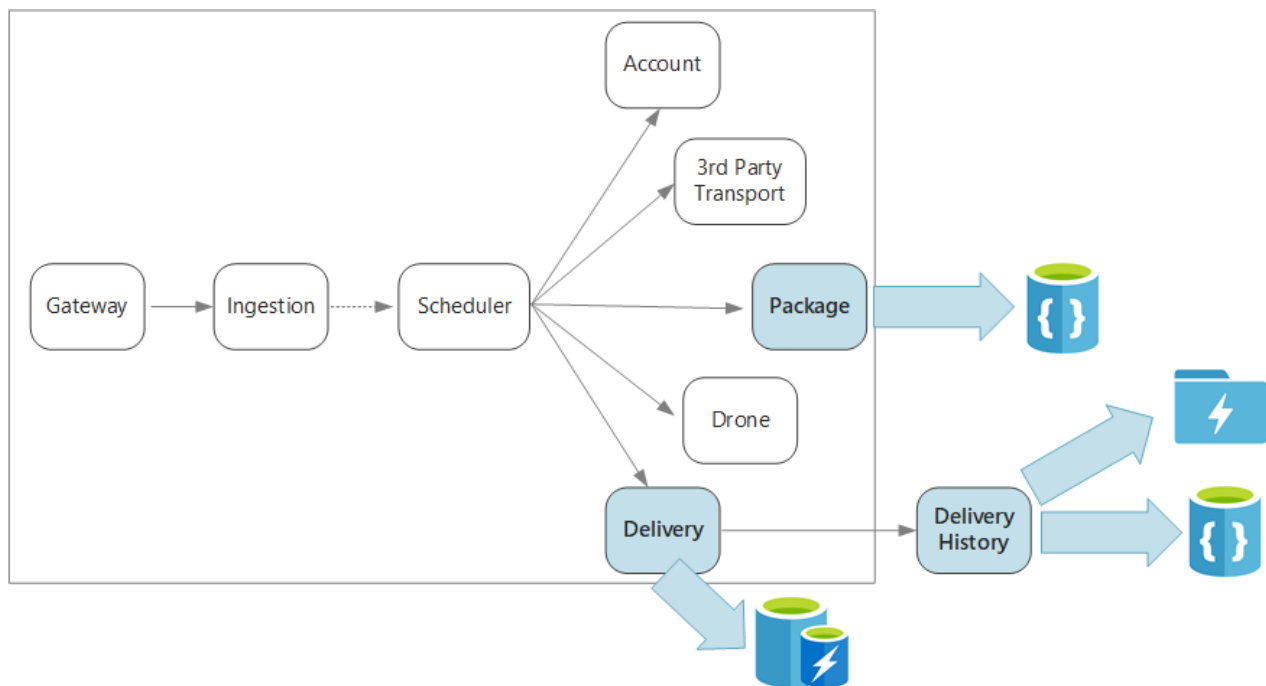 Account
3rd Party
Transport
Gateway
Ingestion
Scheduler
Package
{ }
Drone
Delivery
Delivery
History
{ }